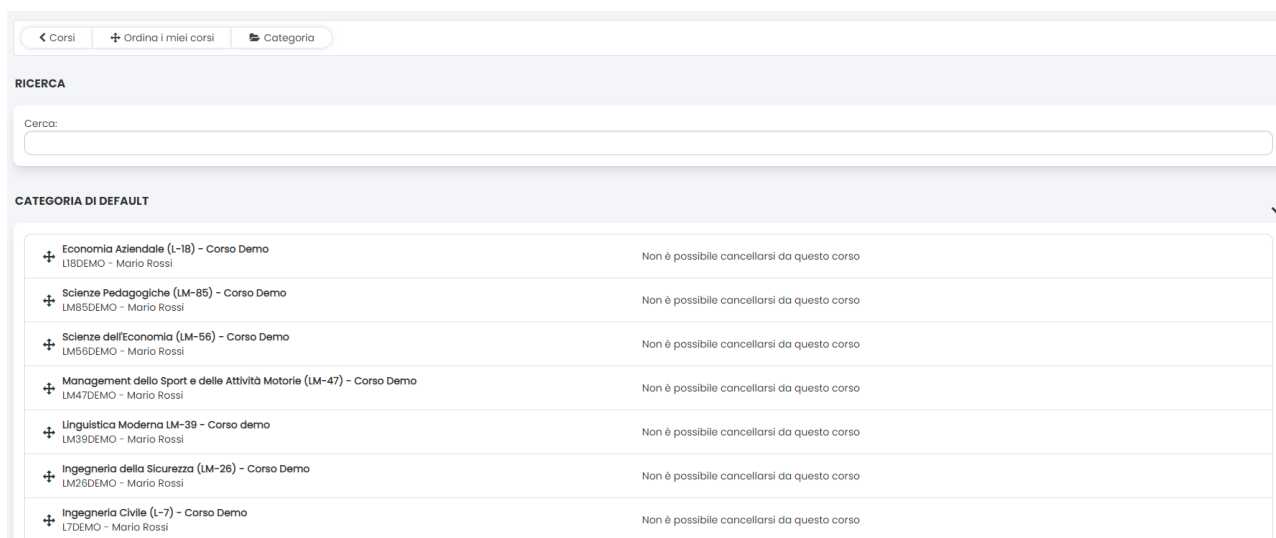 Corsi Ordina i miei corsi Categoria
RICERCA
Cerca:
CATEGORIA DI DEFAULT
Economia Aziendale (L-18) - Corso Demo
L18DEMO - Mario Rossi
Non è possibile cancellarsi da questo corso
Scienze Pedagogiche (LM-85) - Corso Demo
LM85DEMO - Mario Rossi
Non è possibile cancellarsi da questo corso
Scienze dell'Economia (LM-56) - Corso Demo
LM56DEMO - Mario Rossi
Non è possibile cancellarsi da questo corso
Management dello Sport e delle Attività Motorie (LM-47) - Corso Demo
LM47DEMO - Mario Rossi
Non è possibile cancellarsi da questo corso
Linguistica Moderna LM-39 - Corso demo
LM39DEMO - Mario Rossi
Non è possibile cancellarsi da questo corso
Ingegneria della Sicurezza (LM-26) - Corso Demo
LM26DEMO - Mario Rossi
Non è possibile cancellarsi da questo corso
Ingegneria Civile (L-7) - Corso Demo
L7DEMO - Mario Rossi
Non è possibile cancellarsi da questo corso